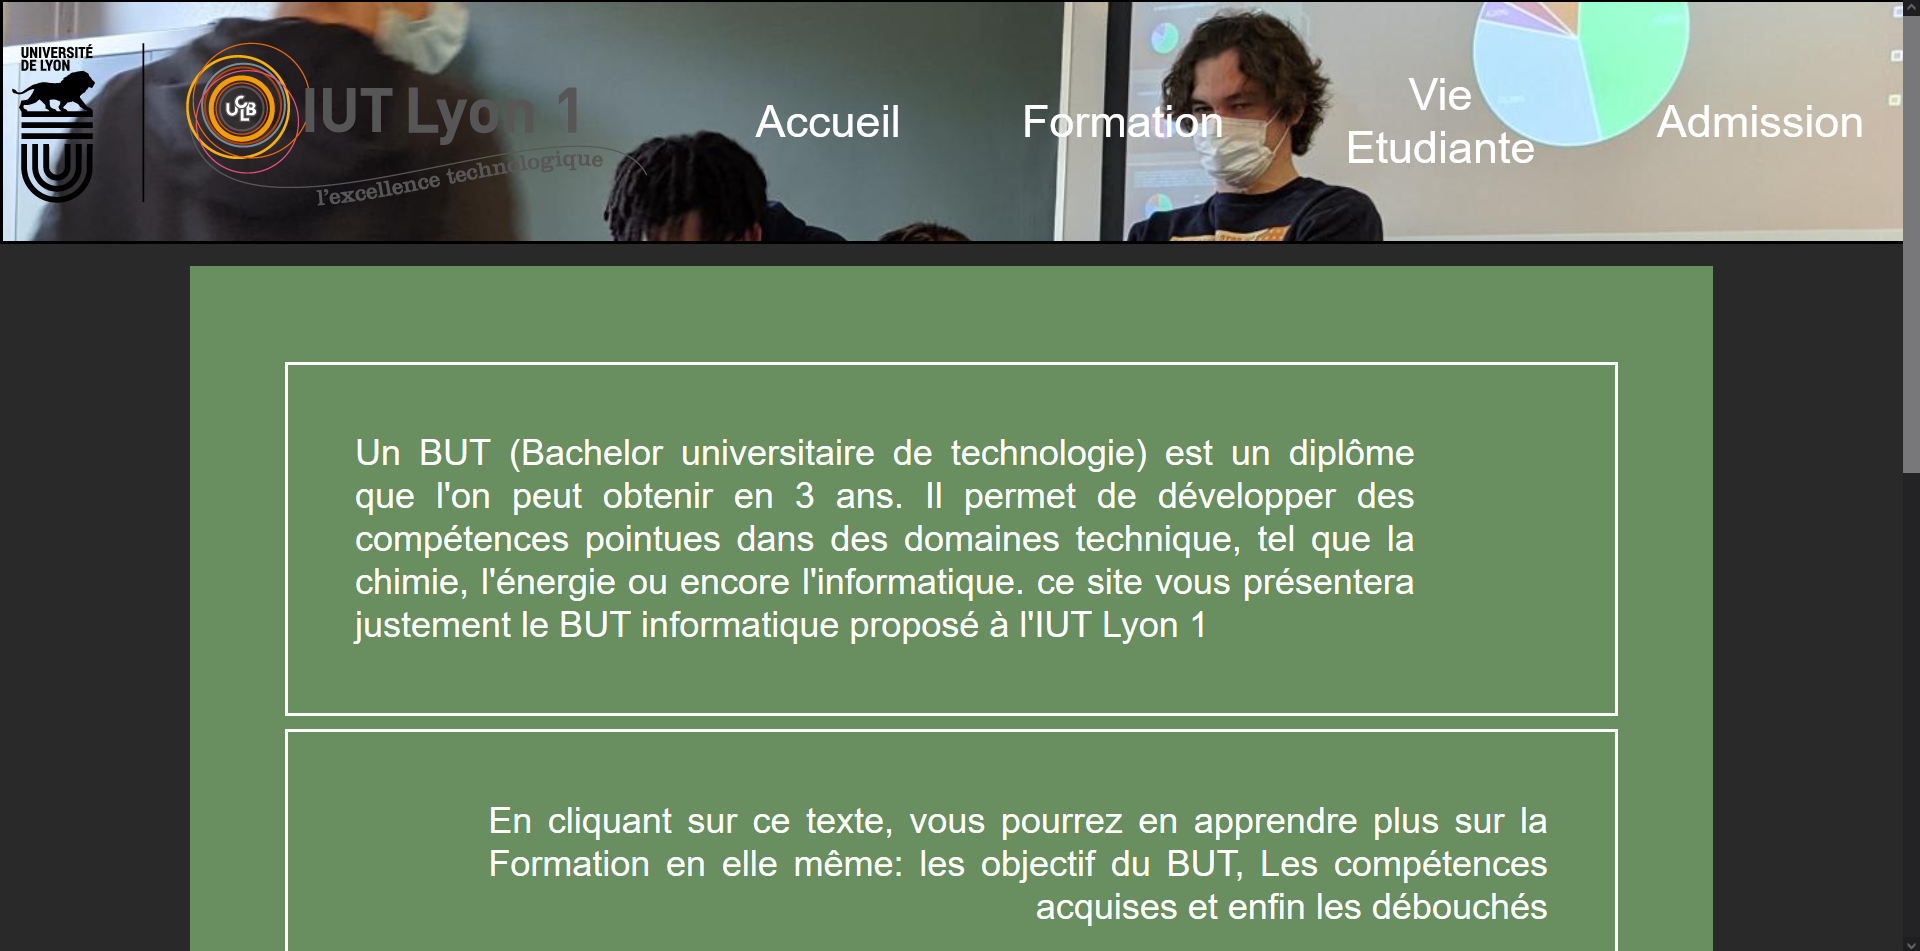 UNIVERSITÉ
DE LYON
UCLB
IUT Lyon 1
l'excellence technologique
Accueil
Formation
Vie
Etudiante
Admission
Un BUT (Bachelor universitaire de technologie) est un diplôme
que l'on peut obtenir en 3 ans. Il permet de développer des
compétences pointues dans des domaines technique, tel que la
chimie, l'énergie ou encore l'informatique. ce site vous présentera
justement le BUT informatique proposé à l'IUT Lyon 1
En cliquant sur ce texte, vous pourrez en apprendre plus sur la
Formation en elle même: les objectif du BUT, Les compétences
acquises et enfin les débouchés